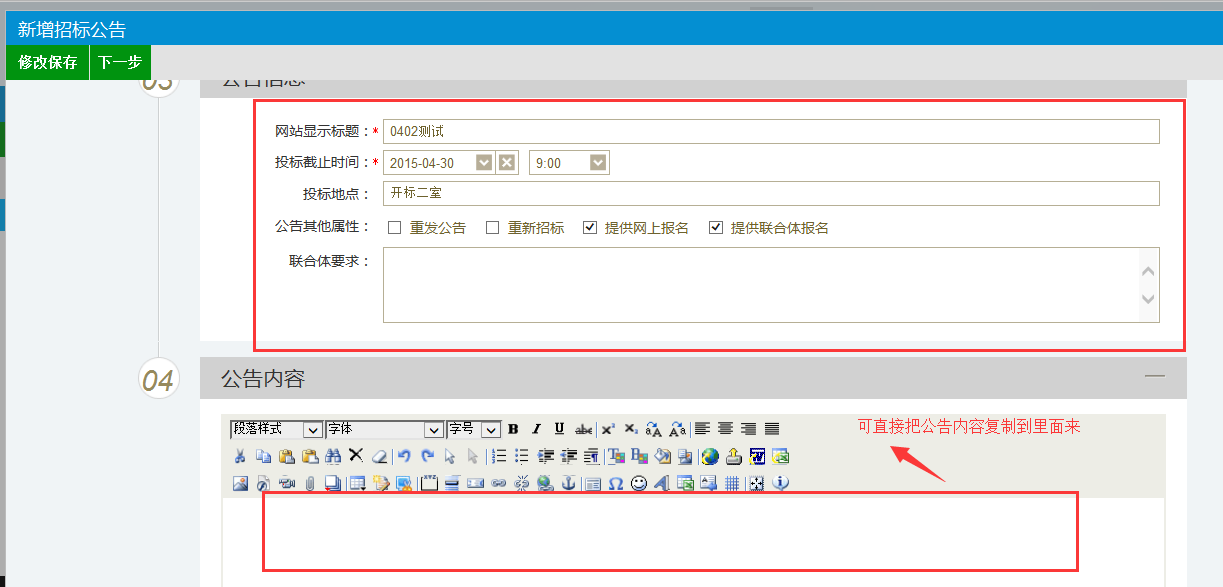 新增招标公告
修改保存 下一步
03 公告信息
网站显示标题：* 0402测试
投标截止时间：* 2015-04-30 9:00
投标地点： 开标二室
公告其他属性： 重发公告 重新招标 提供网上报名 提供联合体报名
联合体要求：
04 公告内容
段落样式 字体 字号 B I U abc
可直接把公告内容复制到里面来